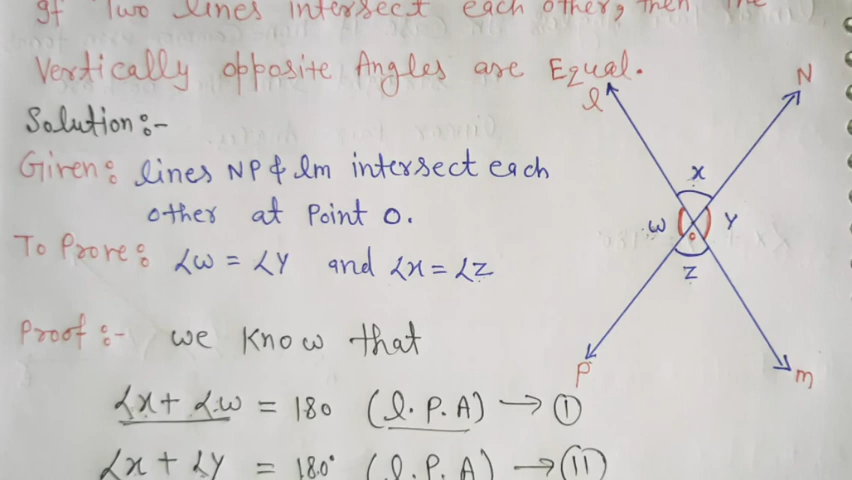 If Two lines intersect each other, then the
Vertically opposite Angles are Equal.
Solution:-
Given: lines NP & lm intersect each
other at Point O.
To Prove: ∠w = ∠y and ∠x = ∠z
Proof :- we know that
∠x + ∠w = 180 (l.P.A) → (I)
∠x + ∠y = 180° (l.P.A) → (II)
l
N
x
w
y
o
z
P
m